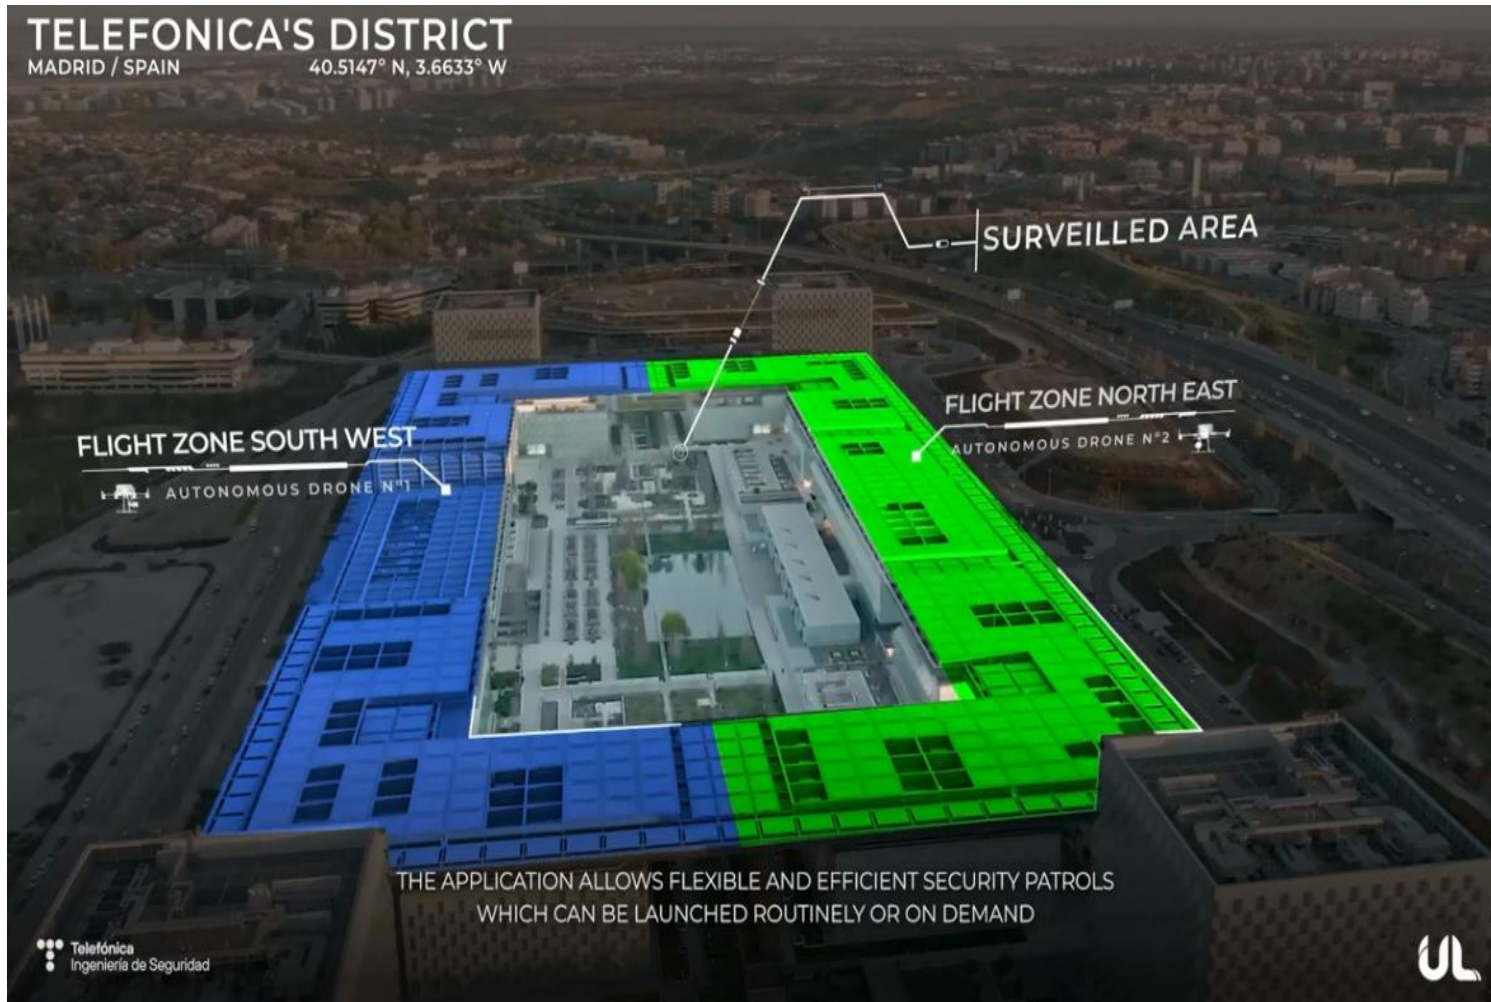 TELEFONICA'S DISTRICT
MADRID / SPAIN 40.5147° N, 3.6633° W
SURVEILLED AREA
FLIGHT ZONE NORTH EAST
AUTONOMOUS DRONE Nº2
FLIGHT ZONE SOUTH WEST
AUTONOMOUS DRONE Nº1
THE APPLICATION ALLOWS FLEXIBLE AND EFFICIENT SECURITY PATROLS
WHICH CAN BE LAUNCHED ROUTINELY OR ON DEMAND
Telefónica
Ingeniería de Seguridad
UL